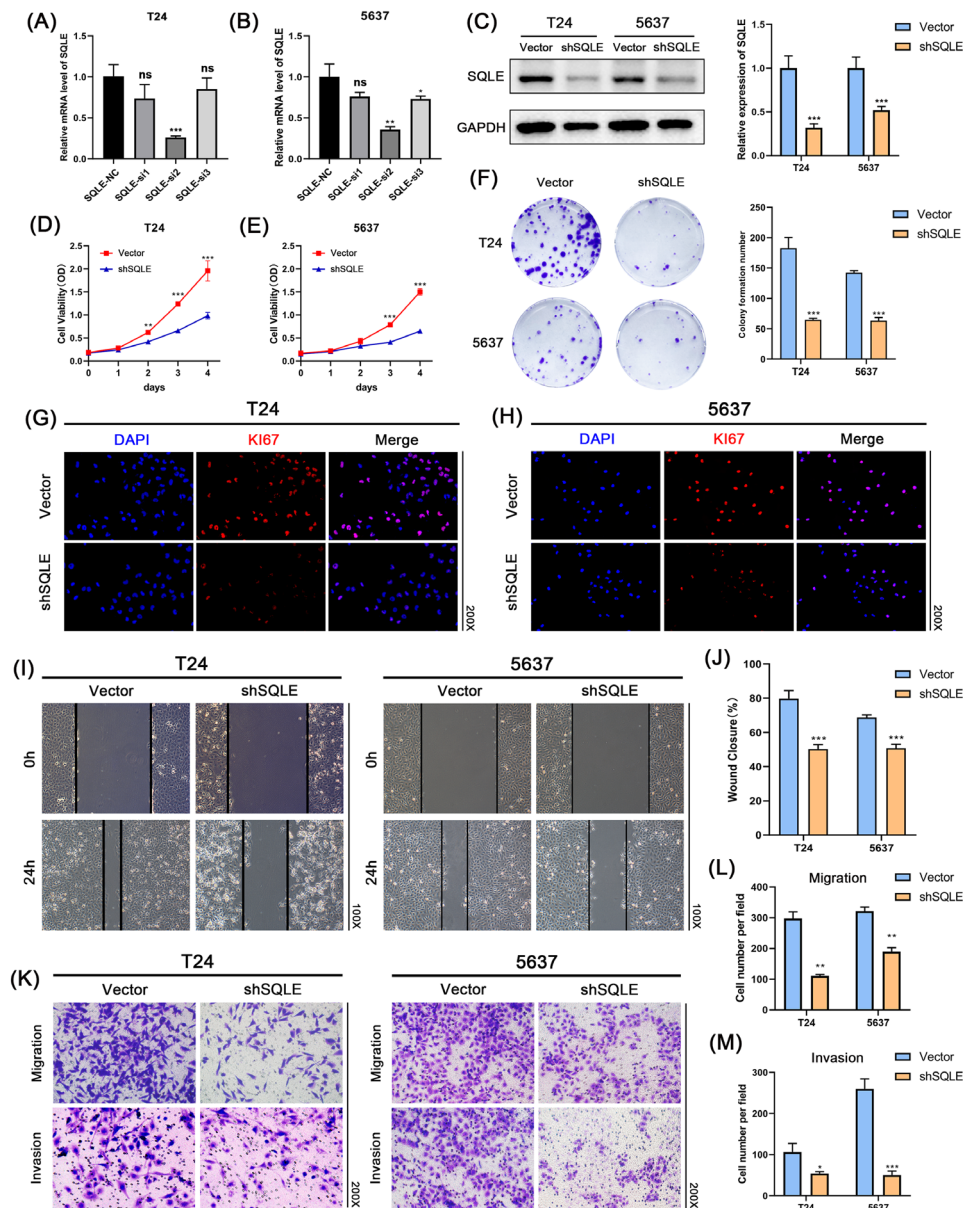 (A)
T24
Relative mRNA level of SQLE
1.5
1.0
0.5
0.0
ns
***
ns
SQLE-NC
SQLE-si1
SQLE-si2
SQLE-si3
(B)
5637
Relative mRNA level of SQLE
1.5
1.0
0.5
0.0
ns
**
*
SQLE-NC
SQLE-si1
SQLE-si2
SQLE-si3
(C)
T24 5637
Vector shSQLE Vector shSQLE
SQLE
GAPDH
Relative expression of SQLE
1.5
1.0
0.5
0.0
***
***
T24 5637
Vector
shSQLE
(D)
T24
Cell Viability(OD)
2.5
2.0
1.5
1.0
0.5
0.0
Vector
shSQLE
**
***
***
0 1 2 3 4
days
(E)
5637
Cell Viability(OD)
2.5
2.0
1.5
1.0
0.5
0.0
Vector
shSQLE
***
***
0 1 2 3 4
days
(F)
Vector shSQLE
T24
5637
Colony formation number
250
200
150
100
50
0
***
***
T24 5637
Vector
shSQLE
(G)
T24
DAPI KI67 Merge
Vector
shSQLE
200X
(H)
5637
DAPI KI67 Merge
Vector
shSQLE
200X
(I)
T24
Vector shSQLE
0h
24h
100X
5637
Vector shSQLE
0h
24h
100X
(J)
Wound Closure(%)
100
80
60
40
20
0
***
***
T24 5637
Vector
shSQLE
(K)
T24
Vector shSQLE
Migration
Invasion
200X
5637
Vector shSQLE
Migration
Invasion
200X
(L)
Migration
Cell number per field
400
300
200
100
0
**
**
T24 5637
Vector
shSQLE
(M)
Invasion
Cell number per field
300
200
100
0
*
***
T24 5637
Vector
shSQLE